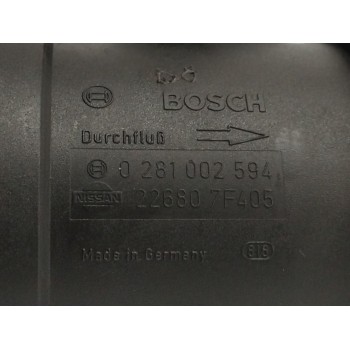 BOSCH
Durchfluß
0 281 002 594
NISSAN 22680 7F405
Made in Germany